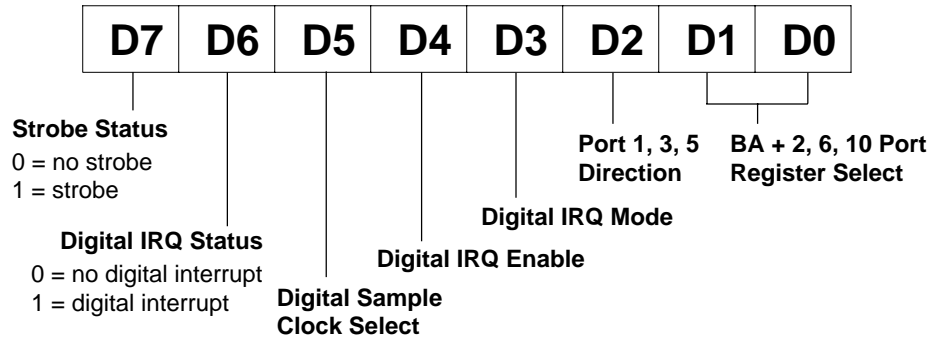 D7 D6 D5 D4 D3 D2 D1 D0
Strobe Status
0 = no strobe
1 = strobe
Port 1, 3, 5
Direction
BA + 2, 6, 10 Port
Register Select
Digital IRQ Mode
Digital IRQ Status
0 = no digital interrupt
1 = digital interrupt
Digital IRQ Enable
Digital Sample
Clock Select